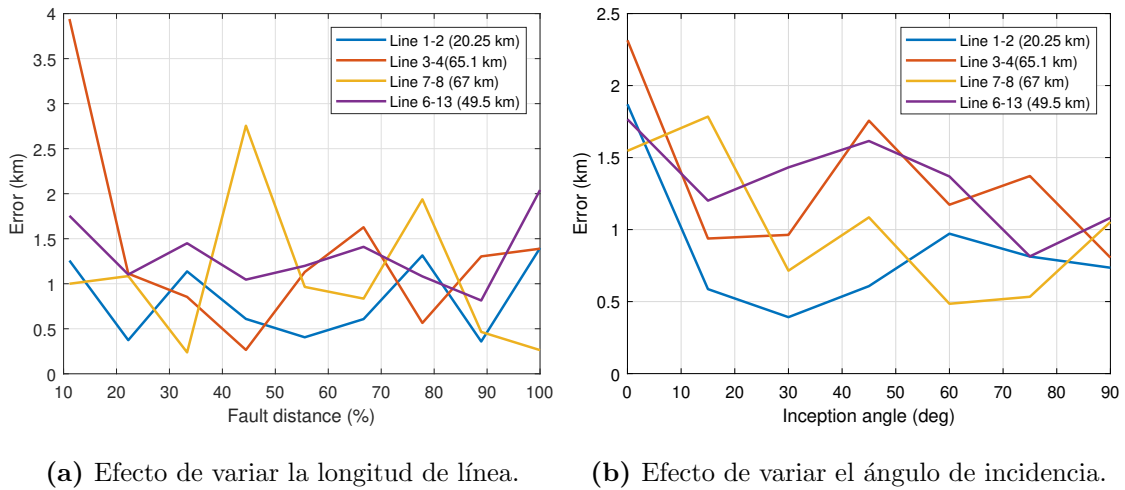 4
3.5
3
2.5
2
1.5
1
0.5
0
Error (km)
10 20 30 40 50 60 70 80 90 100
Fault distance (%)
Line 1-2 (20.25 km)
Line 3-4(65.1 km)
Line 7-8 (67 km)
Line 6-13 (49.5 km)
(a) Efecto de variar la longitud de línea.
2.5
2
1.5
1
0.5
0
Error (km)
0 10 20 30 40 50 60 70 80 90
Inception angle (deg)
Line 1-2 (20.25 km)
Line 3-4(65.1 km)
Line 7-8 (67 km)
Line 6-13 (49.5 km)
(b) Efecto de variar el ángulo de incidencia.